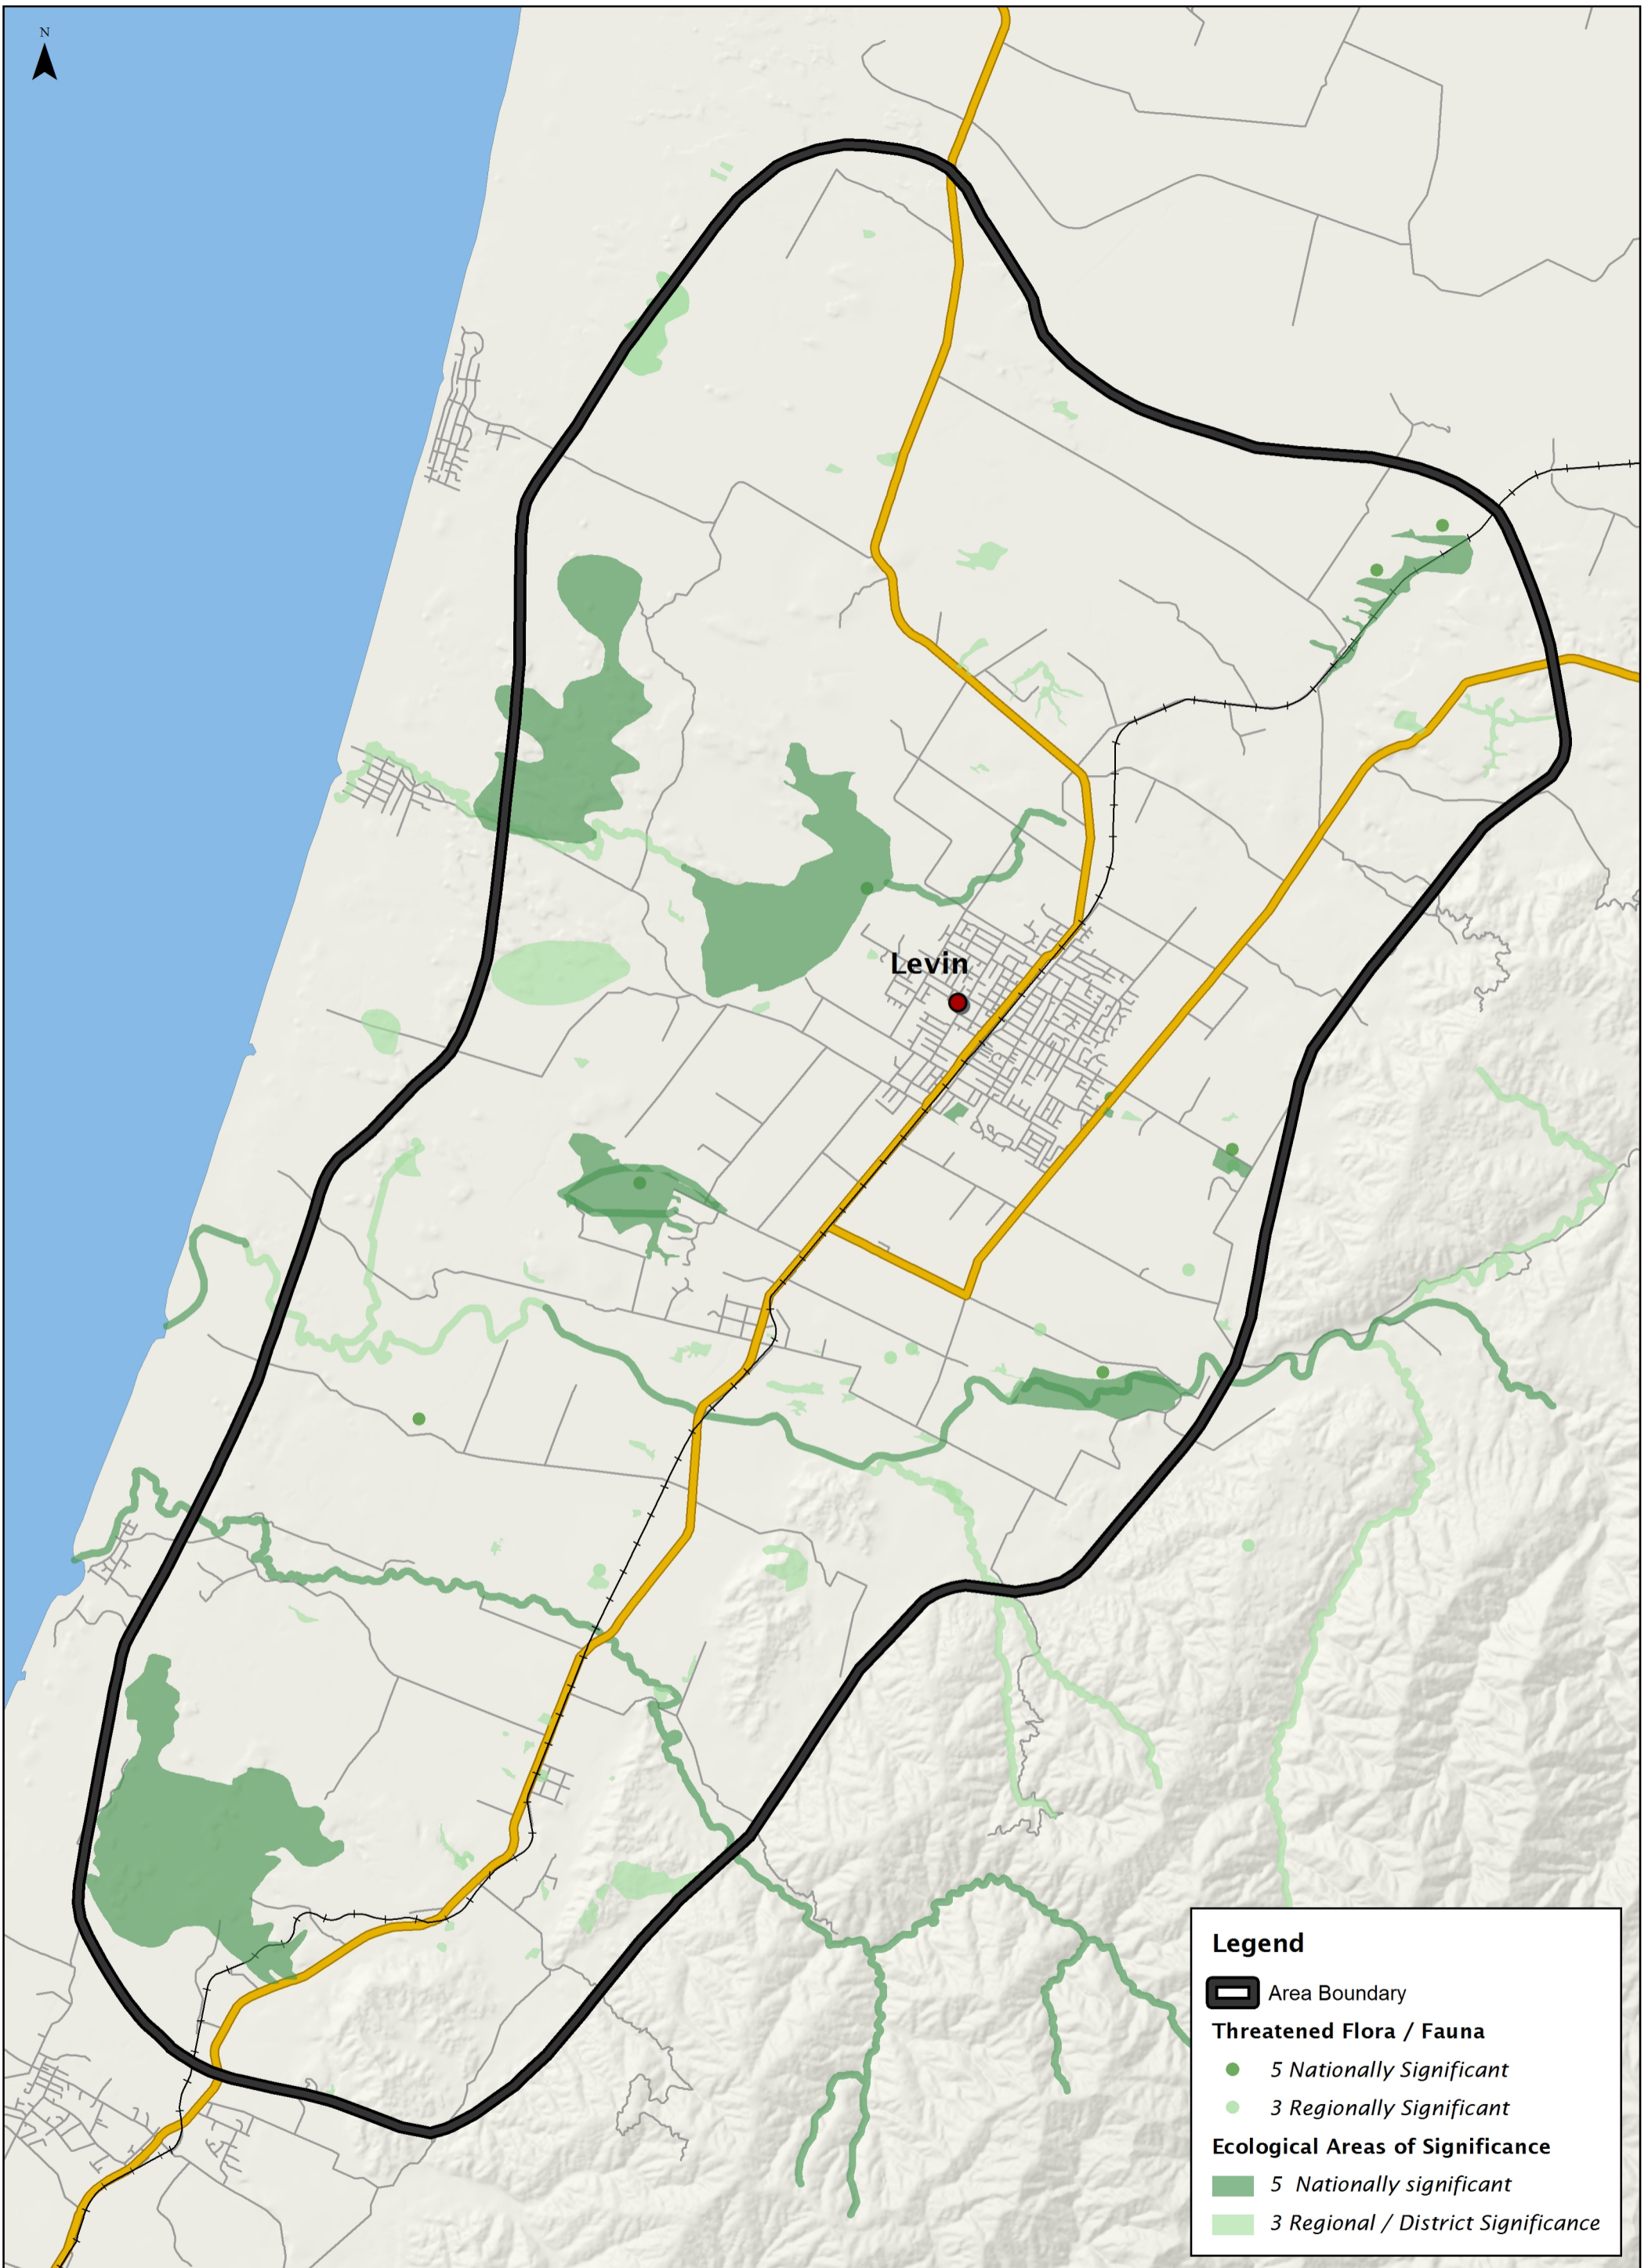 N
Levin
Legend
Area Boundary
Threatened Flora / Fauna
5 Nationally Significant
3 Regionally Significant
Ecological Areas of Significance
5 Nationally significant
3 Regional / District Significance